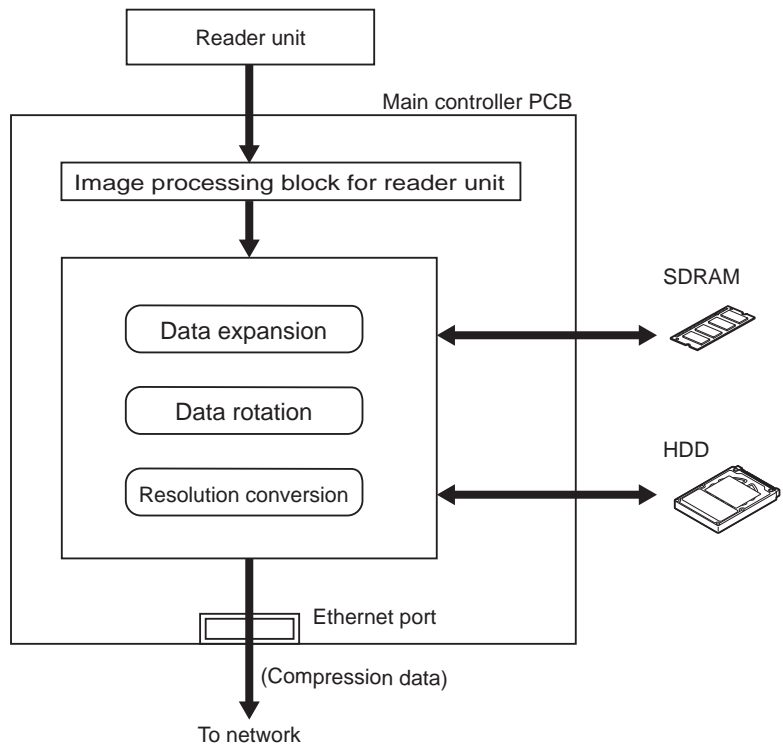 Reader unit
Main controller PCB
Image processing block for reader unit
SDRAM
Data expansion
Data rotation
HDD
Resolution conversion
Ethernet port
(Compression data)
To network